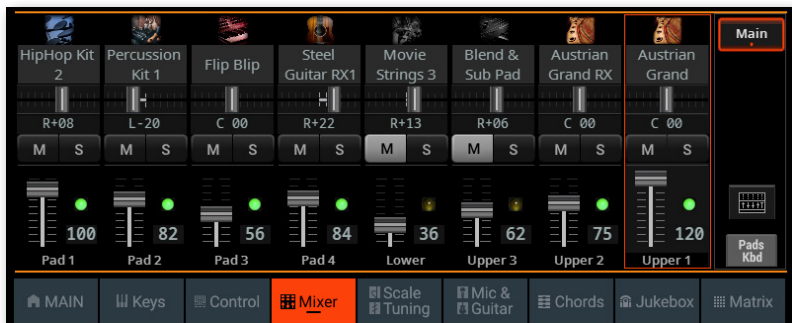 HipHop Kit 2
Percussion Kit 1
Flip Blip
Steel Guitar RX1
Movie Strings 3
Blend & Sub Pad
Austrian Grand RX
Austrian Grand
Main
R+08 L-20 C 00 R+22 R+13 R+06 C 00 C 00
M S M S M S M S M S M S M S M S
100 82 56 84 36 62 75 120
Pads Kbd
Pad 1 Pad 2 Pad 3 Pad 4 Lower Upper 3 Upper 2 Upper 1
MAIN Keys Control Mixer Scale Tuning Mic & Guitar Chords Jukebox Matrix